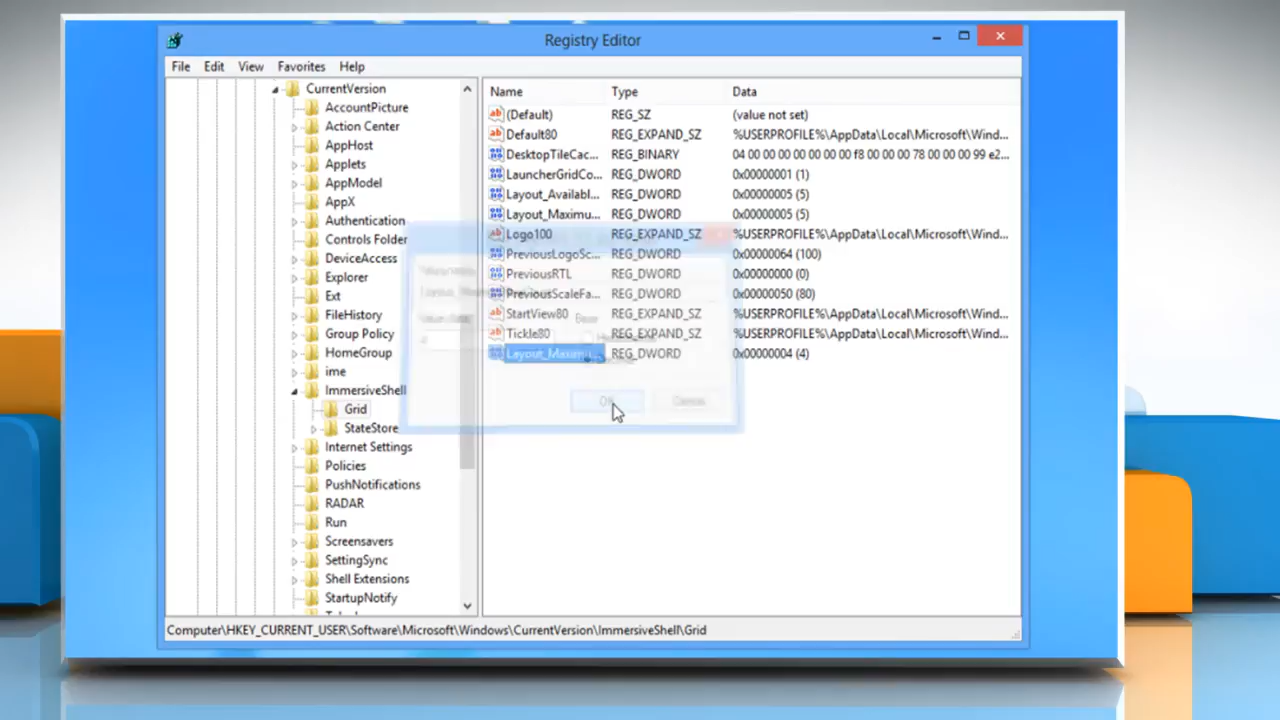 Registry Editor
File Edit View Favorites Help
CurrentVersion
AccountPicture
Action Center
AppHost
Applets
AppModel
AppX
Authentication
Controls Folder
DeviceAccess
Explorer
Ext
FileHistory
Group Policy
HomeGroup
ime
ImmersiveShell
Grid
StateStore
Internet Settings
Policies
PushNotifications
RADAR
Run
Screensavers
SettingSync
Shell Extensions
StartupNotify
Name Type Data
(Default) REG_SZ (value not set)
Default80 REG_EXPAND_SZ %USERPROFILE%\AppData\Local\Microsoft\Wind...
DesktopTileCac... REG_BINARY 04 00 00 00 00 00 00 00 f8 00 00 00 78 00 00 00 99 e2...
LauncherGridCo... REG_DWORD 0x00000001 (1)
Layout_Availabl... REG_DWORD 0x00000005 (5)
Layout_Maximu... REG_DWORD 0x00000005 (5)
Logo100 REG_EXPAND_SZ %USERPROFILE%\AppData\Local\Microsoft\Wind...
PreviousLogoSc... REG_DWORD 0x00000064 (100)
PreviousRTL REG_DWORD 0x00000000 (0)
PreviousScaleFa... REG_DWORD 0x00000050 (80)
StartView80 REG_EXPAND_SZ %USERPROFILE%\AppData\Local\Microsoft\Wind...
Tickle80 REG_EXPAND_SZ %USERPROFILE%\AppData\Local\Microsoft\Wind...
Layout_Maximu... REG_DWORD 0x00000004 (4)
Base
OK Cancel
Computer\HKEY_CURRENT_USER\Software\Microsoft\Windows\CurrentVersion\ImmersiveShell\Grid